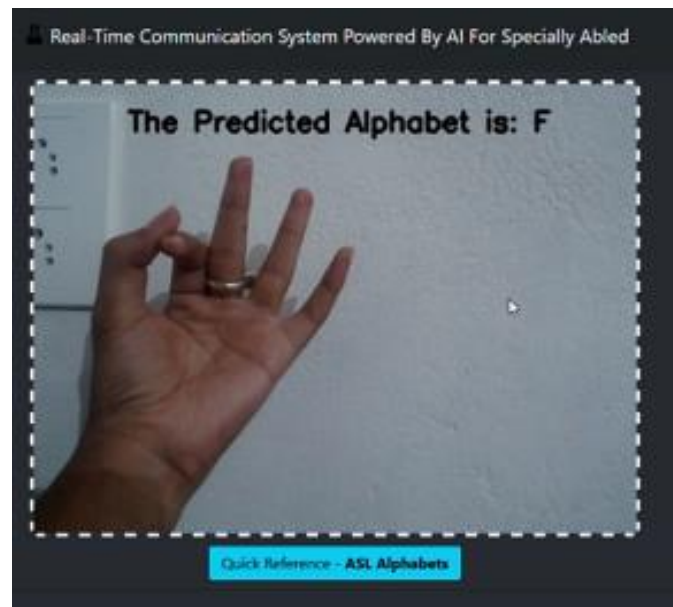 Real-Time Communication System Powered By AI For Specially Abled
The Predicted Alphabet is: F
Quick Reference - ASL Alphabets